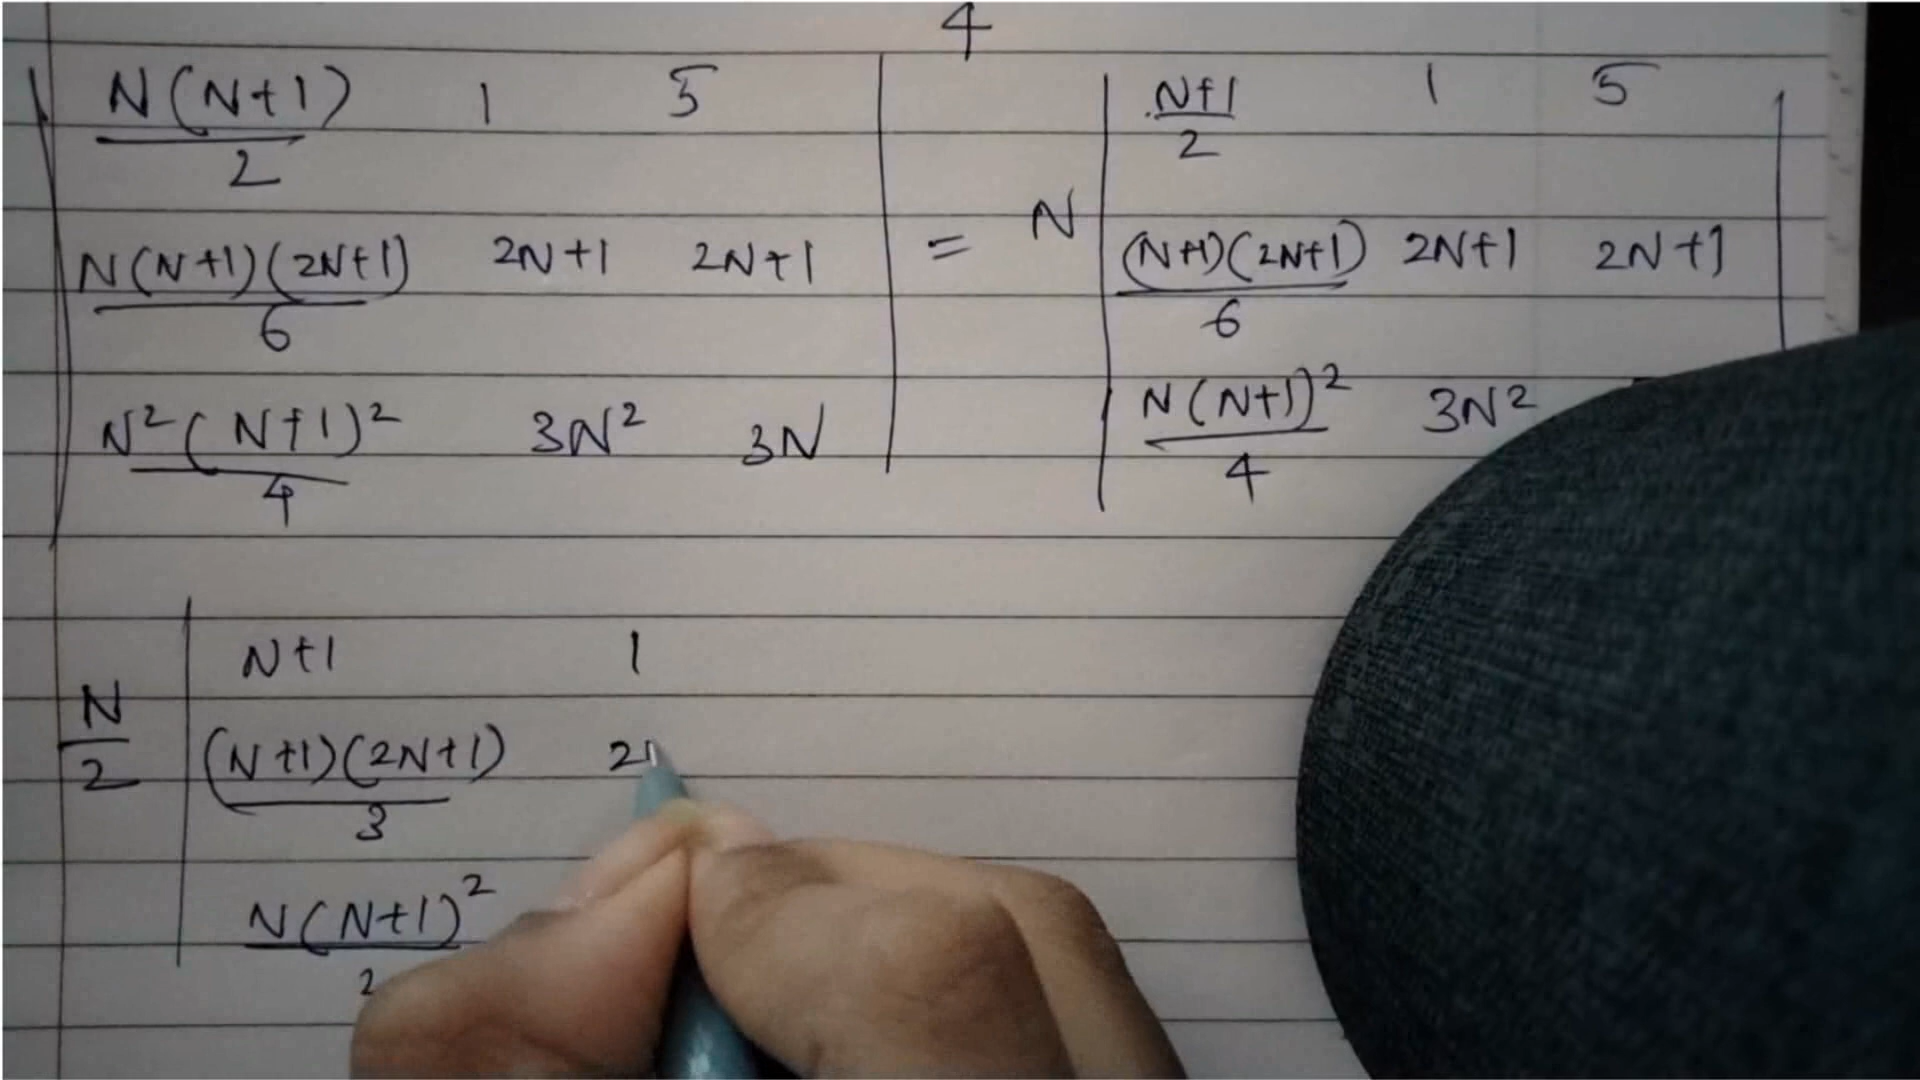 4
N(N+1)/2 1 5 = N N+1/2 1 5
N(N+1)(2N+1)/6 2N+1 2N+1 (N+1)(2N+1)/6 2N+1 2N+1
N²(N+1)²/4 3N² 3N N(N+1)²/4 3N²
N/2 N+1 1
(N+1)(2N+1)/3 2
N(N+1)²/2